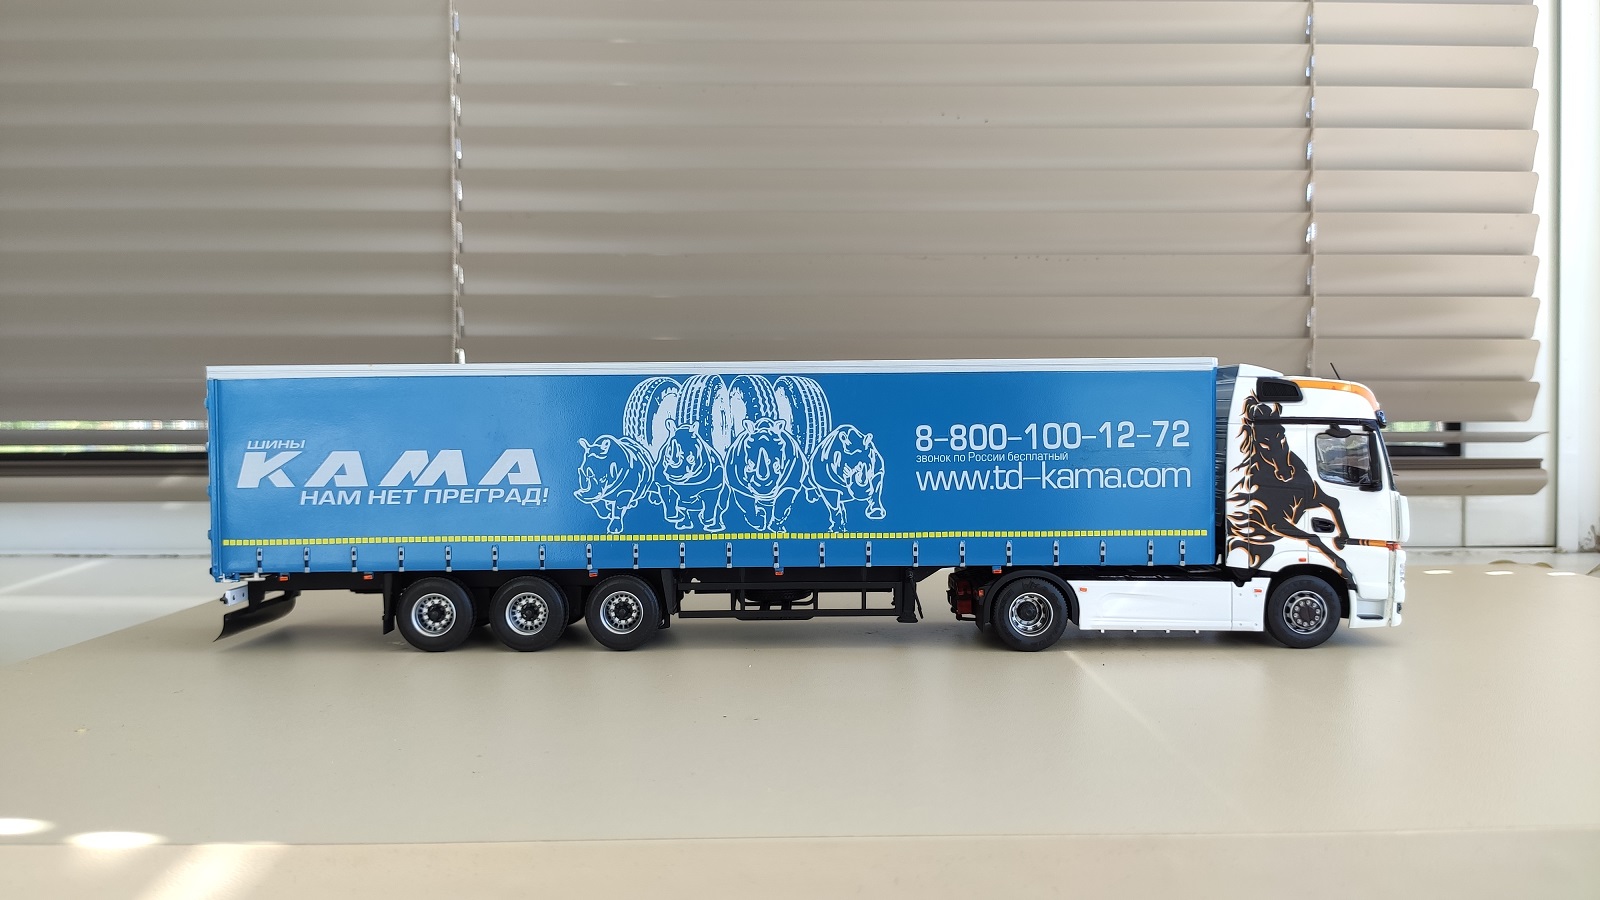 ШИНЫ
КАМА
НАМ НЕТ ПРЕГРАД!
8-800-100-12-72
звонок по России бесплатный
www.td-kama.com